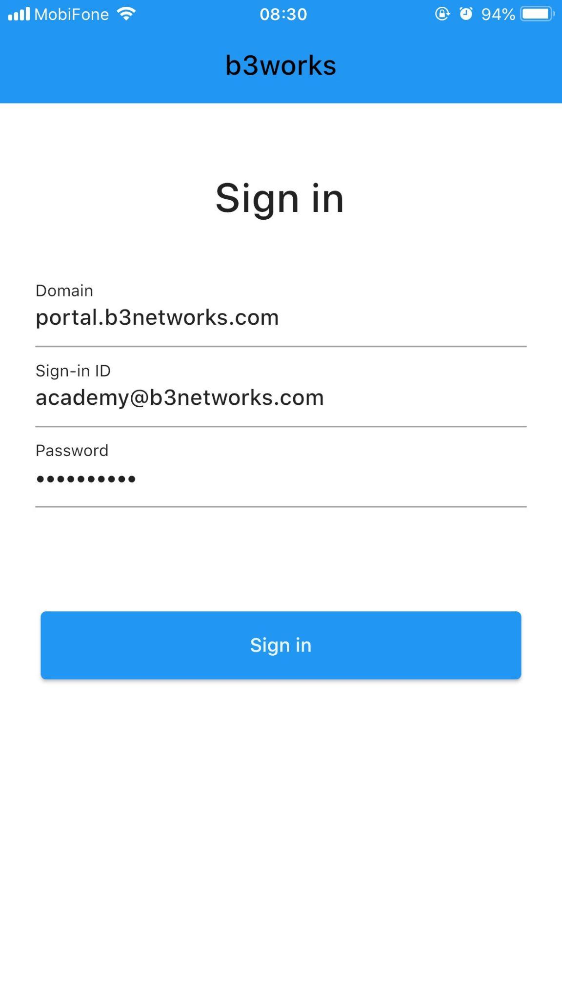 MobiFone 08:30 94%
b3works
Sign in
Domain
portal.b3networks.com
Sign-in ID
academy@b3networks.com
Password
••••••••••
Sign in